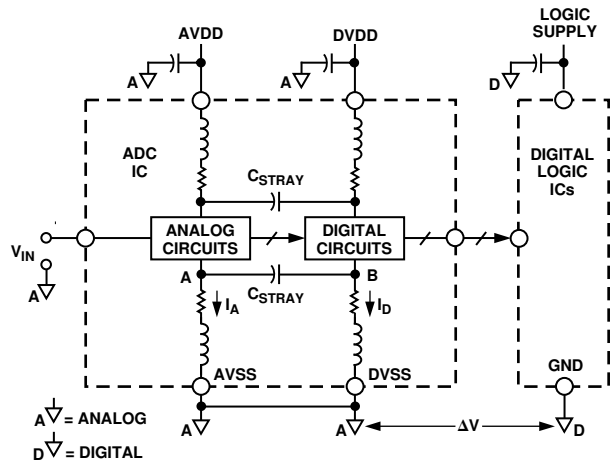 AVDD
DVDD
LOGIC
SUPPLY
A
A
D
ADC
IC
CSTRAY
DIGITAL
LOGIC
ICs
VIN
A
ANALOG
CIRCUITS
DIGITAL
CIRCUITS
A
B
CSTRAY
IA
ID
AVSS
DVSS
GND
A
A
ΔV
D
A = ANALOG
D = DIGITAL